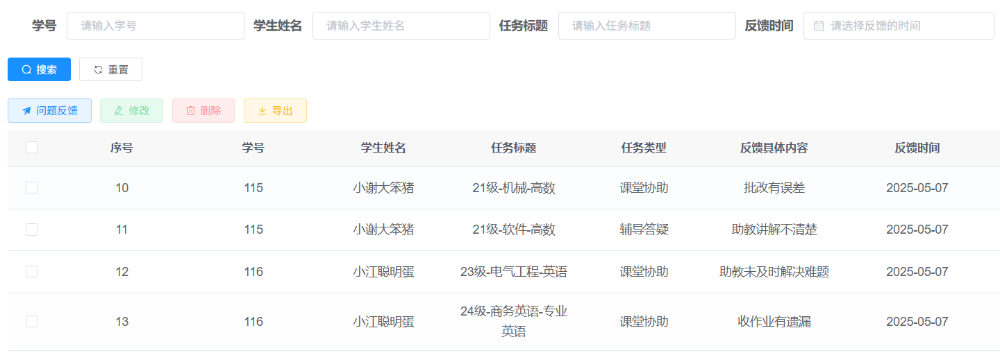 学号 请输入学号 学生姓名 请输入学生姓名 任务标题 请输入任务标题 反馈时间 请选择反馈的时间
搜索 重置
问题反馈 修改 删除 导出
序号 学号 学生姓名 任务标题 任务类型 反馈具体内容 反馈时间
10 115 小谢大笨猪 21级-机械-高数 课堂协助 批改有误差 2025-05-07
11 115 小谢大笨猪 21级-软件-高数 辅导答疑 助教讲解不清楚 2025-05-07
12 116 小江聪明蛋 23级-电气工程-英语 课堂协助 助教未及时解决难题 2025-05-07
13 116 小江聪明蛋 24级-商务英语-专业 课堂协助 收作业有遗漏 2025-05-07
英语